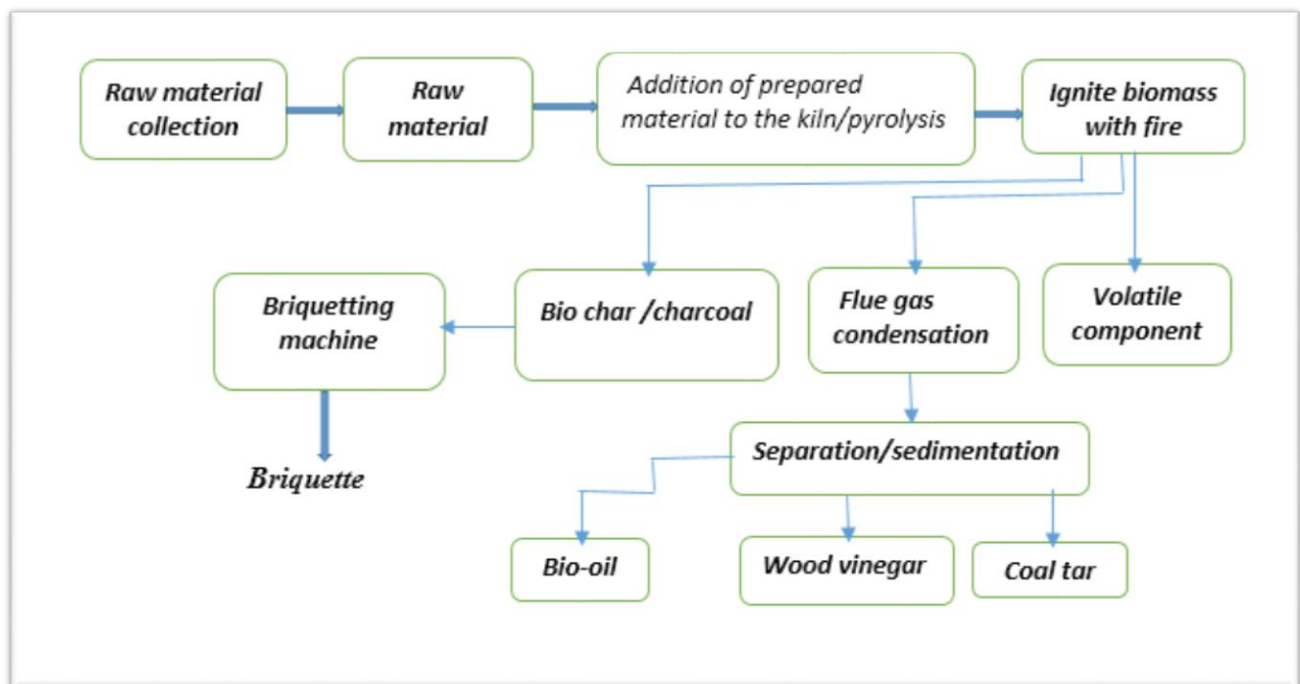 Raw material
collection
Raw
material
Addition of prepared
material to the kiln/pyrolysis
Ignite biomass
with fire
Briquetting
machine
Bio char /charcoal
Flue gas
condensation
Volatile
component
Separation/sedimentation
Briquette
Bio-oil
Wood vinegar
Coal tar